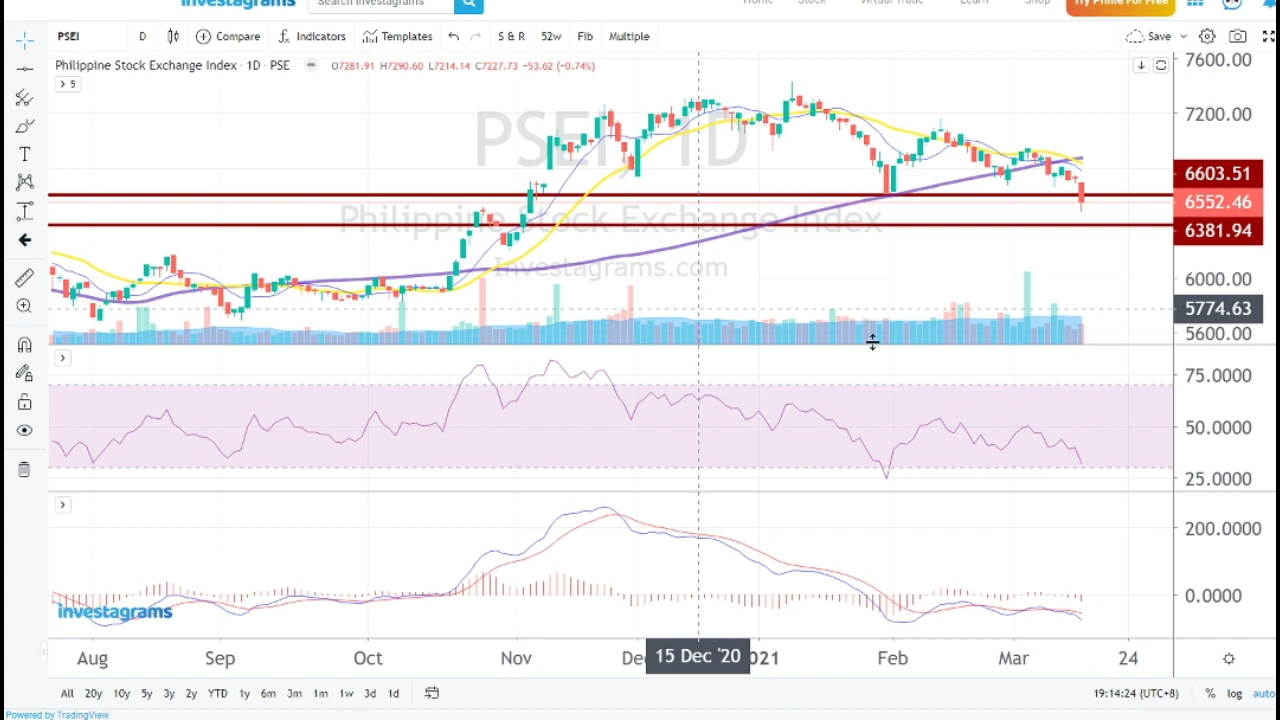 Investagrams
Search Investagrams
Home Stock Virtual Trade Learn Shop Try Prime For Free
PSEI D Compare Indicators Templates S & R 52w Fib Multiple Save
Philippine Stock Exchange Index · 1D · PSE O7281.91 H7290.60 L7214.14 C7227.73 −53.62 (−0.74%)
5
7600.00
7200.00
PSEI, 1D
6603.51
6552.46
Philippine Stock Exchange Index
6381.94
Investagrams.com
6000.00
5774.63
5600.00
75.0000
50.0000
25.0000
200.0000
0.0000
investagrams
Aug Sep Oct Nov 15 Dec '20 Feb Mar 24
All 20y 10y 5y 3y 2y YTD 1y 6m 3m 1m 1w 3d 1d 19:14:24 (UTC+8) % log auto
Powered by TradingView